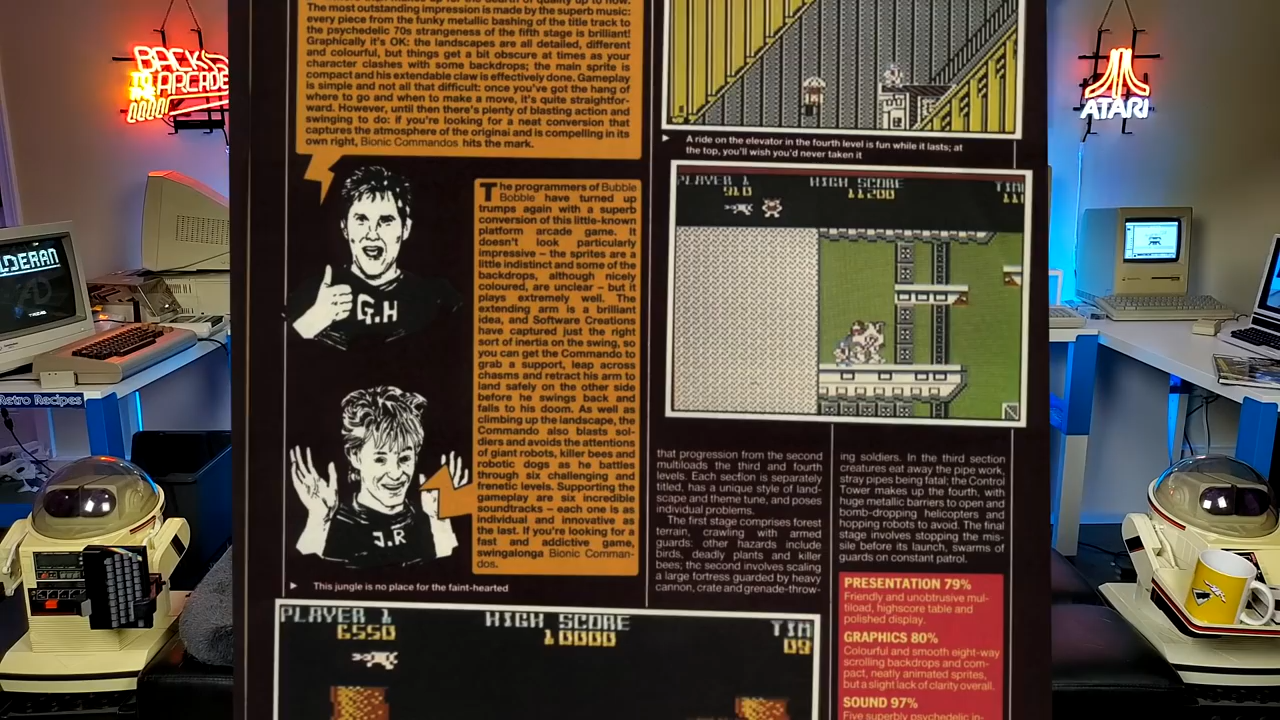 The most outstanding impression is made by the superb music:
every piece from the funky metallic bashing of the title track to
the psychedelic 70s strangeness of the fifth stage is brilliant!
Graphically it's OK: the landscapes are all detailed, different
and colourful, but things get a bit obscure at times as your
character clashes with some backdrops; the main sprite is
compact and his extendable claw is effectively done. Gameplay
is simple and not all that difficult: once you've got the hang of
where to go and when to make a move, it's quite straightfor-
ward. However, until then there's plenty of blasting action and
swinging to do: if you're looking for a neat conversion that
captures the atmosphere of the original and is compelling in its
own right, Bionic Commandos hits the mark.
G.H
The programmers of Bubble
Bobble have turned up
trumps again with a superb
conversion of this little-known
platform arcade game. It
doesn't look particularly
impressive – the sprites are a
little indistinct and some of the
backdrops, although nicely
coloured, are unclear – but it
plays extremely well. The
extending arm is a brilliant
idea, and Software Creations
have captured just the right
sort of inertia on the swing, so
you can get the Commando to
grab a support, leap across
chasms and retract his arm to
land safely on the other side
before he swings back and
falls to his doom. As well as
climbing up the landscape, the
Commando also blasts sol-
diers and avoids the attentions
of giant robots, killer bees and
robotic dogs as he battles
through six challenging and
frenetic levels. Supporting the
gameplay are six incredible
soundtracks – each one is as
individual and innovative as
the last. If you're looking for a
fast and addictive game,
swingalonga Bionic Comman-
dos.
J.R
This jungle is no place for the faint-hearted
PLAYER 1 HIGH SCORE TIM
6550 10000 09
A ride on the elevator in the fourth level is fun while it lasts; at
the top, you'll wish you'd never taken it
PLAYER 1 HIGH SCORE TIM
910 11200 11
that progression from the second
multiloads the third and fourth
levels. Each section is separately
titled, has a unique style of land-
scape and theme tune, and poses
individual problems.
The first stage comprises forest
terrain, crawling with armed
guards: other hazards include
birds, deadly plants and killer
bees; the second involves scaling
a large fortress guarded by heavy
cannon, crate and grenade-throw-
ing soldiers. In the third section
creatures eat away the pipe work,
stray pipes being fatal; the Control
Tower makes up the fourth, with
huge metallic barriers to open and
bomb-dropping helicopters and
hopping robots to avoid. The final
stage involves stopping the mis-
sile before its launch, swarms of
guards on constant patrol.
PRESENTATION 79%
Friendly and unobtrusive mul-
tiload, highscore table and
polished display.
GRAPHICS 80%
Colourful and smooth eight-way
scrolling backdrops and com-
pact, neatly animated sprites,
but a slight lack of clarity overall.
SOUND 97%
Five superbly psychedelic in-
BACK
TO THE
ARCADE
ATARI
LDERAN
Retro Recipes